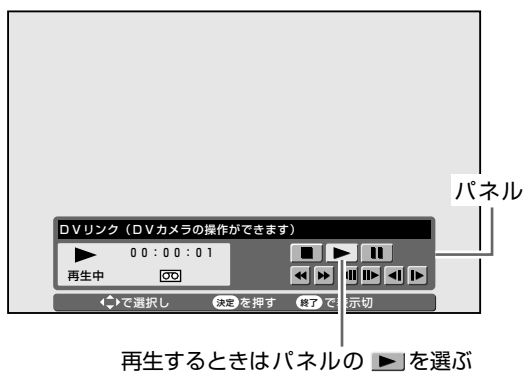 パネル
DVリンク（DVカメラの操作ができます）
00:00:01
再生中
で選択し 決定を押す 終了で表示切
再生するときはパネルの ▶ を選ぶ